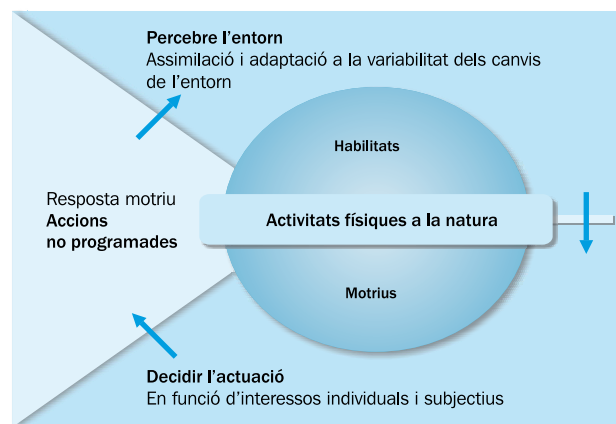 Percebre l'entorn
Assimilació i adaptació a la variabilitat dels canvis
de l'entorn
Habilitats
Resposta motriu
Accions
no programades
Activitats físiques a la natura
Motrius
Decidir l'actuació
En funció d'interessos individuals i subjectius